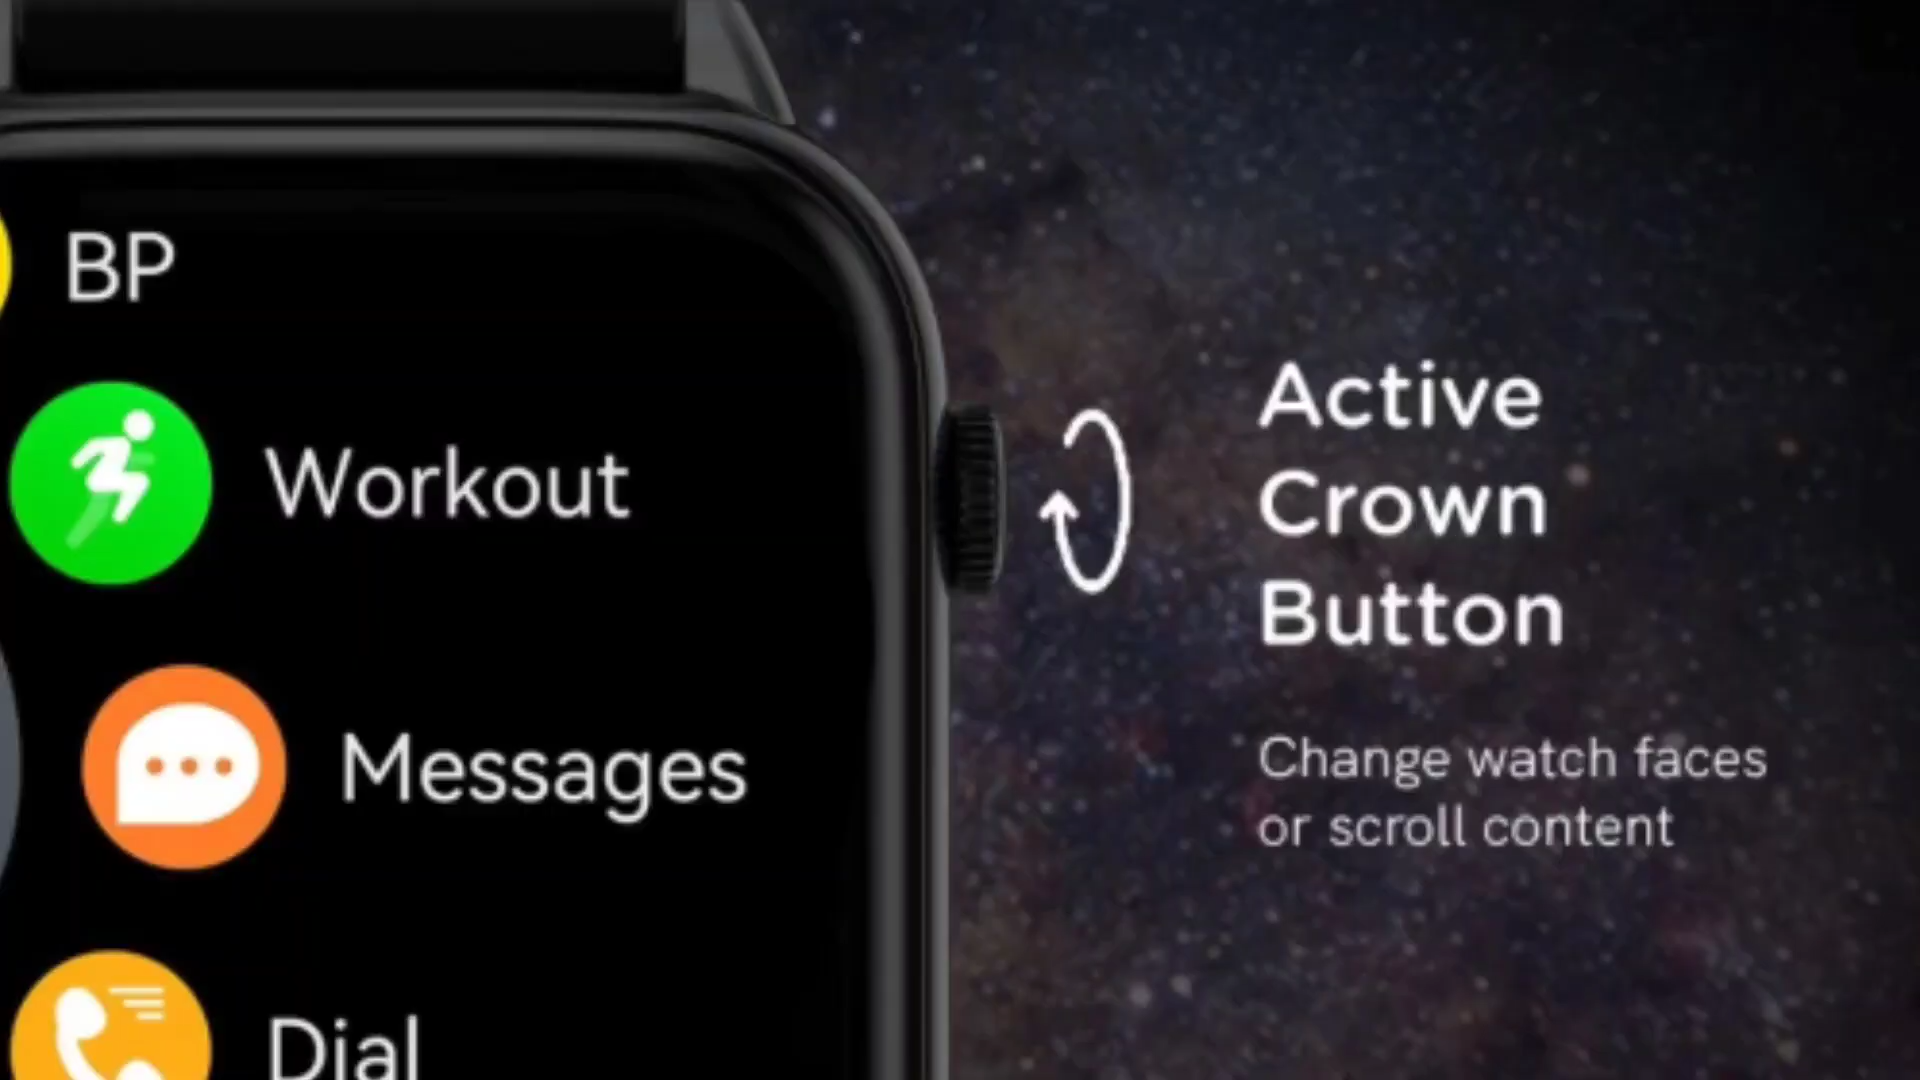 BP
Workout
Messages
Dial
Active
Crown
Button
Change watch faces
or scroll content